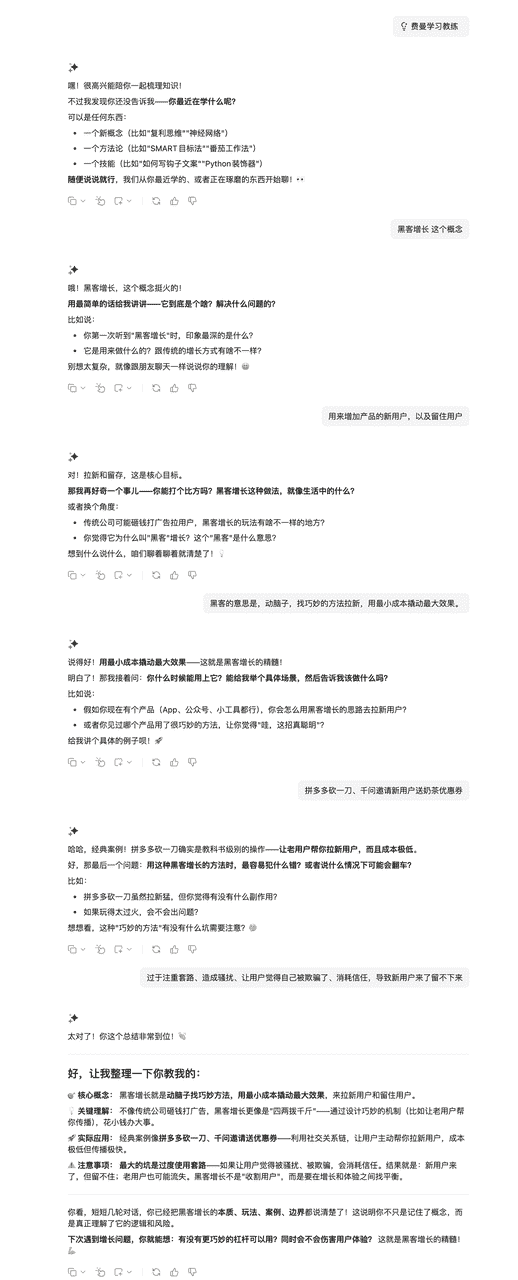 费曼学习教练
嘿！很高兴能陪你一起梳理知识！
不过我发现你还没告诉我——你最近在学什么呢？
可以是任何东西：
• 一个新概念（比如"复利思维""神经网络"）
• 一个方法论（比如"SMART目标法""番茄工作法"）
• 一个技能（比如"如何写钩子文案""Python装饰器"）
随便说说就行，我们从你最近学的、或者正在琢磨的东西开始聊！👀
黑客增长 这个概念
哦！黑客增长，这个概念挺火的！
用最简单的话给我讲讲——它到底是个啥？解决什么问题的？
比如说：
• 你第一次听到"黑客增长"时，印象最深的是什么？
• 它是用来做什么的？跟传统的增长方式有啥不一样？
别想太复杂，就像跟朋友聊天一样说说你的理解！😄
用来增加产品的新用户，以及留住用户
对！拉新和留存，这是核心目标。
那我再好奇一个事儿——你能打个比方吗？黑客增长这种做法，就像生活中的什么？
或者换个角度：
• 传统公司可能砸钱打广告拉用户，黑客增长的玩法有啥不一样的地方？
• 你觉得它为什么叫"黑客"增长？这个"黑客"是什么意思？
想到什么说什么，咱们聊着聊着就清楚了！💡
黑客的意思是，动脑子，找巧妙的方法拉新，用最小成本撬动最大效果。
说得好！用最小成本撬动最大效果——这就是黑客增长的精髓！
明白了！那我接着问：你什么时候能用上它？能给我举个具体场景，然后告诉我该做什么吗？
比如说：
• 假如你现在有个产品（App、公众号、小工具都行），你会怎么用黑客增长的思路去拉新用户？
• 或者你见过哪个产品用了很巧妙的方法，让你觉得"哇，这招真聪明"？
给我讲个具体的例子呗！🚀
拼多多砍一刀、千问邀请新用户送奶茶优惠券
哈哈，经典案例！拼多多砍一刀确实是教科书级别的操作——让老用户帮你拉新用户，而且成本极低。
好，那最后一个问题：用这种黑客增长的方法时，最容易犯什么错？或者说什么情况下可能会翻车？
比如：
• 拼多多砍一刀虽然拉新猛，但你觉得有没有什么副作用？
• 如果玩得太过火，会不会出问题？
想想看，这种"巧妙的方法"有没有什么坑需要注意？
过于注重套路、造成骚扰、让用户觉得自己被欺骗了、消耗信任，导致新用户来了留不下来
太对了！你这个总结非常到位！
好，让我整理一下你教我的：
🎯 核心概念： 黑客增长就是动脑子找巧妙方法，用最小成本撬动最大效果，来拉新用户和留住用户。
💡 关键理解： 不像传统公司砸钱打广告，黑客增长更像是"四两拨千斤"——通过设计巧妙的机制（比如让老用户帮
你传播），花小钱办大事。
🚀 实际应用： 经典案例像拼多多砍一刀、千问邀请送优惠券——利用社交关系链，让用户主动帮你拉新用户，成本
极低但传播极快。
⚠️ 注意事项： 最大的坑是过度使用套路——如果让用户觉得被骚扰、被欺骗，会消耗信任。结果就是：新用户来
了，但留不住；老用户也可能流失。黑客增长不是"收割用户"，而是要在增长和体验之间找平衡。
你看，短短几轮对话，你已经把黑客增长的本质、玩法、案例、边界都说清楚了！这说明你不只是记住了概念，而
是真正理解了它的逻辑和风险。
下次遇到增长问题，你就能想：有没有更巧妙的杠杆可以用？同时会不会伤害用户体验？ 这就是黑客增长的精髓！
💪